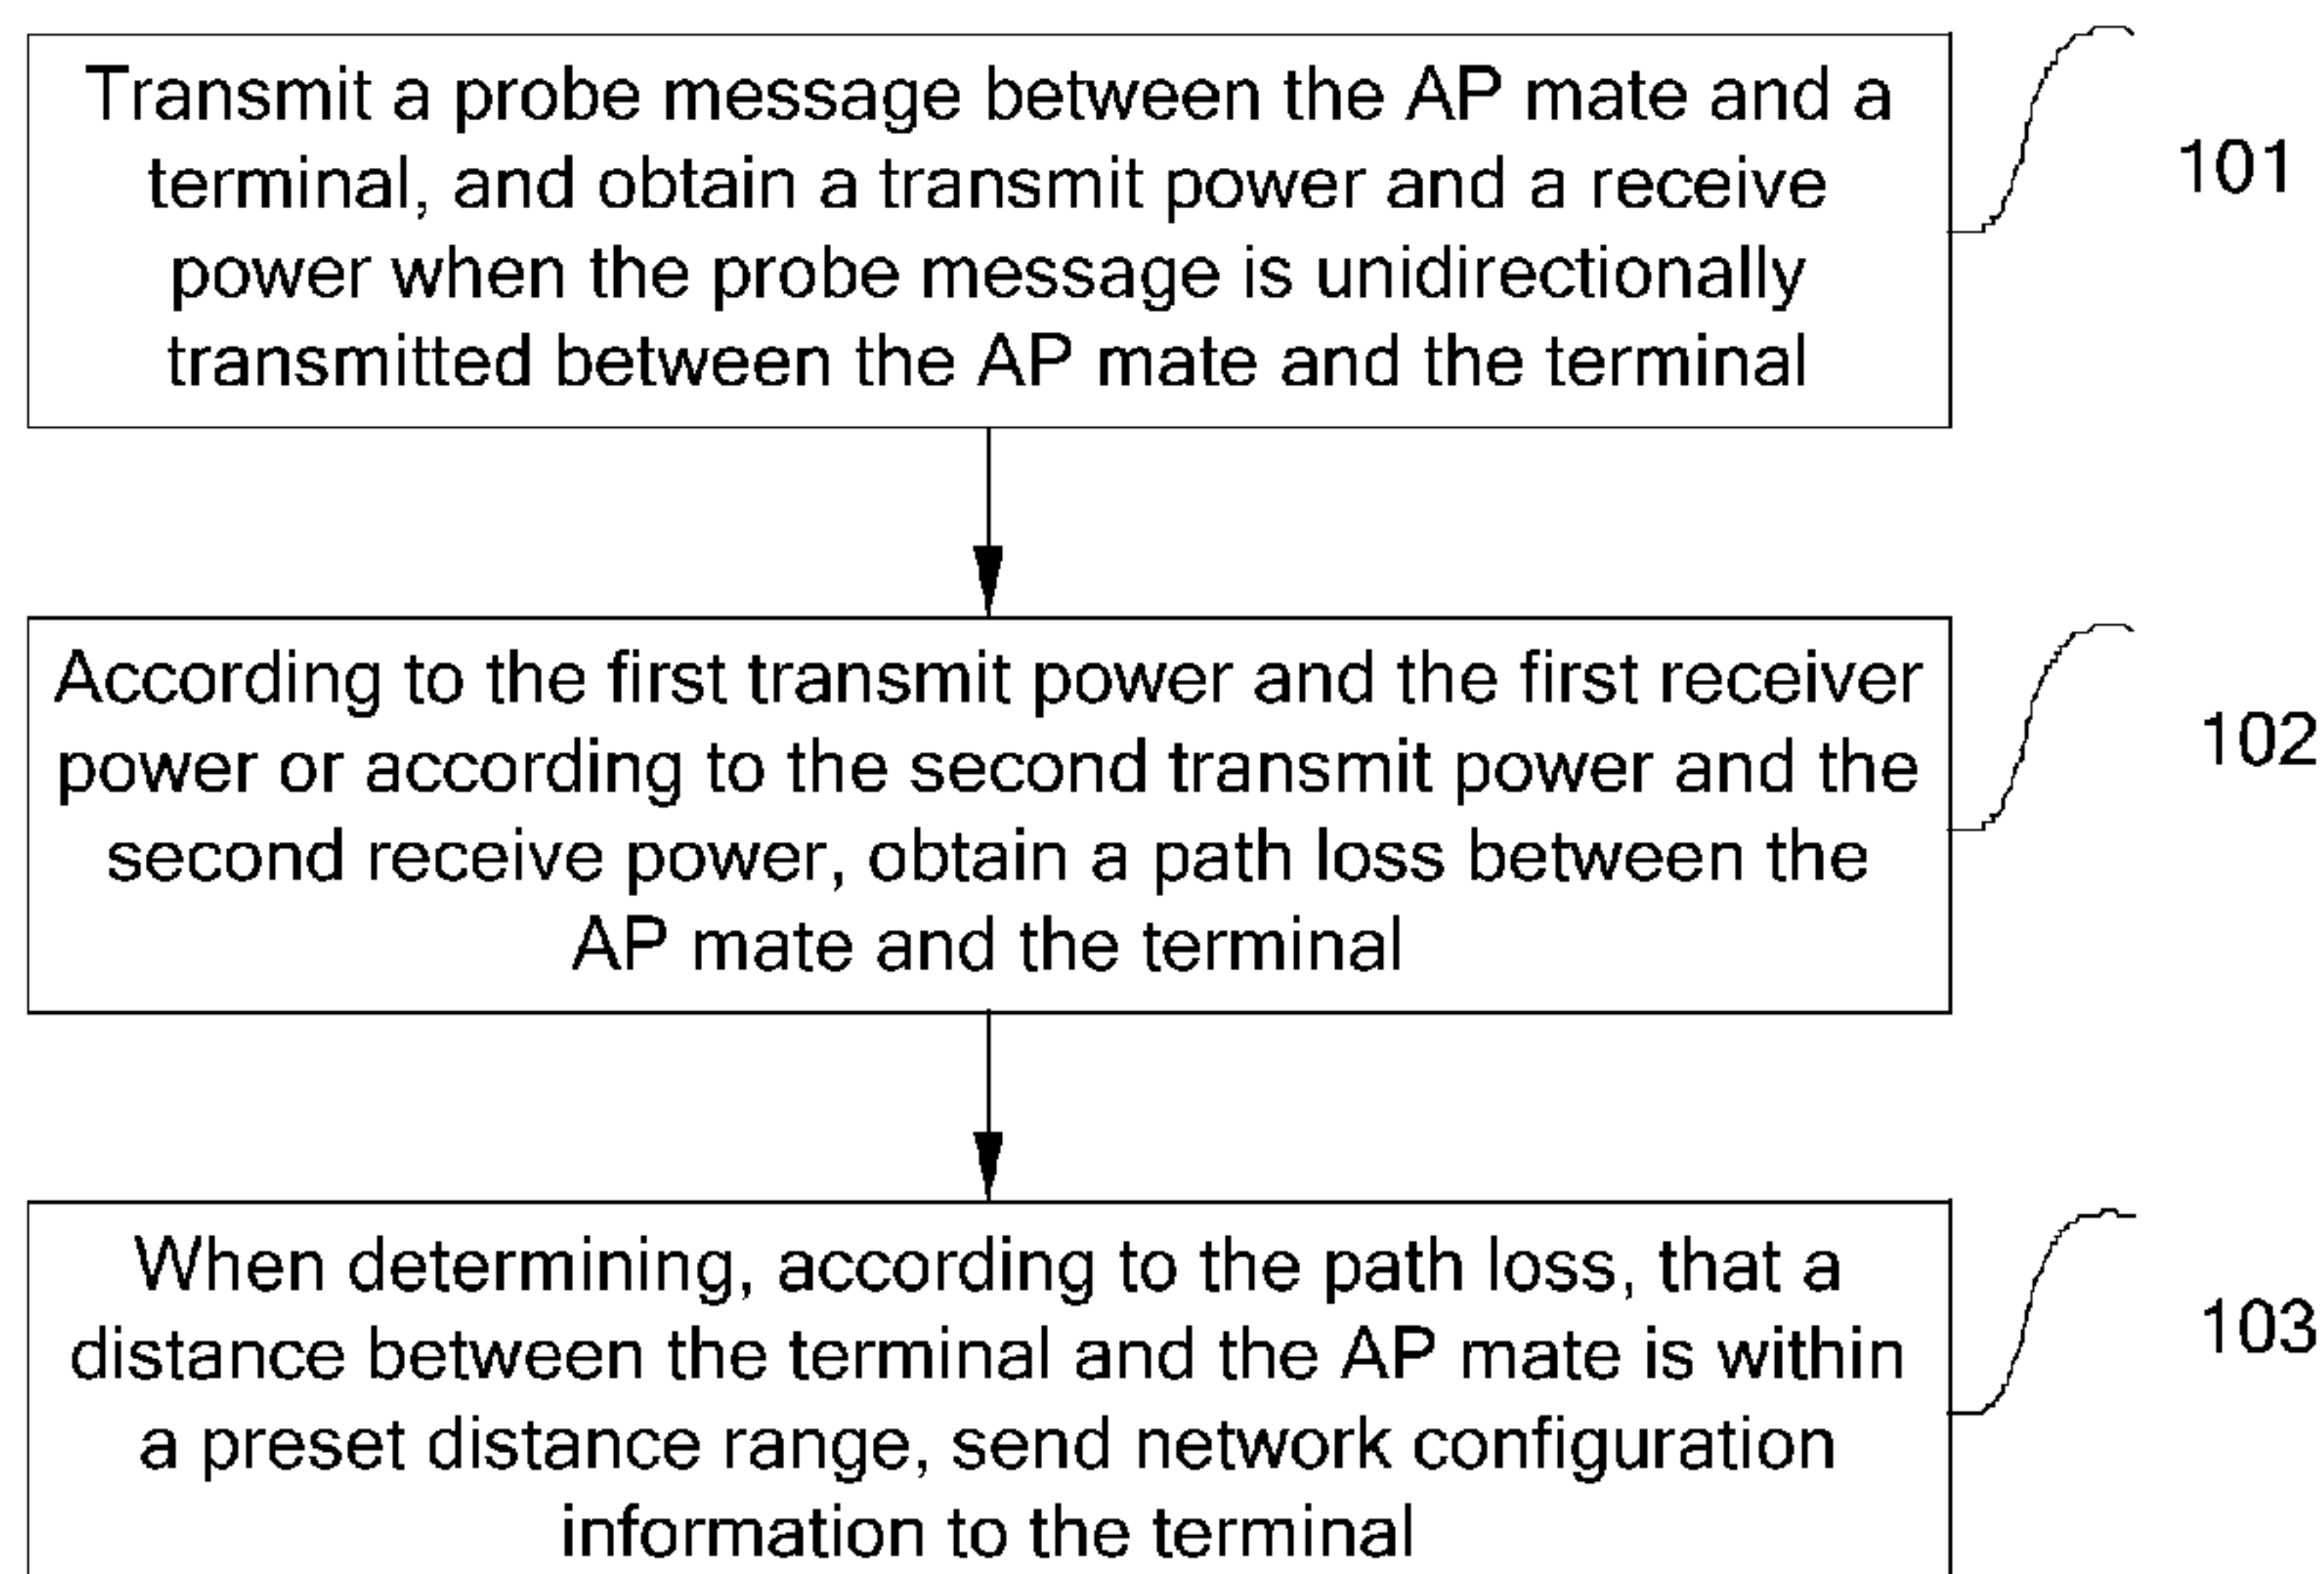 Transmit a probe message between the AP mate and a
terminal, and obtain a transmit power and a receive
power when the probe message is unidirectionally
transmitted between the AP mate and the terminal
101
According to the first transmit power and the first receiver
power or according to the second transmit power and the
second receive power, obtain a path loss between the
AP mate and the terminal
102
When determining, according to the path loss, that a
distance between the terminal and the AP mate is within
a preset distance range, send network configuration
information to the terminal
103